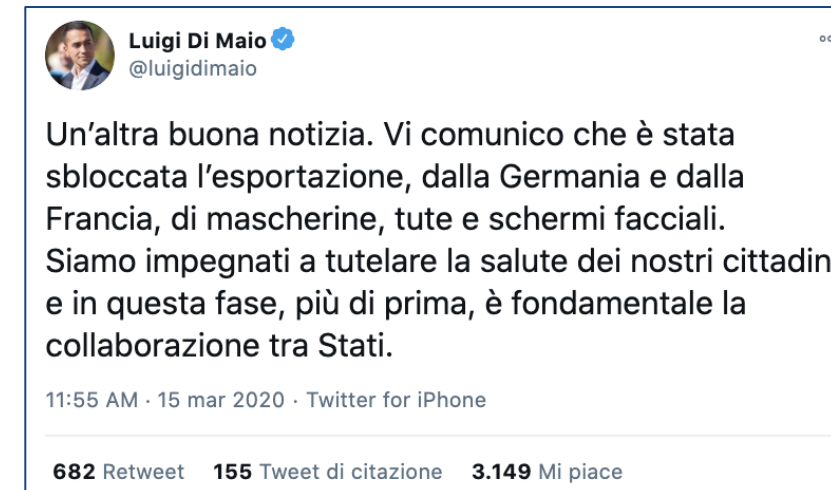 Luigi Di Maio
@luigidimaio
Un’altra buona notizia. Vi comunico che è stata
sbloccata l’esportazione, dalla Germania e dalla
Francia, di mascherine, tute e schermi facciali.
Siamo impegnati a tutelare la salute dei nostri cittadin
e in questa fase, più di prima, è fondamentale la
collaborazione tra Stati.
11:55 AM · 15 mar 2020 · Twitter for iPhone
682 Retweet 155 Tweet di citazione 3.149 Mi piace